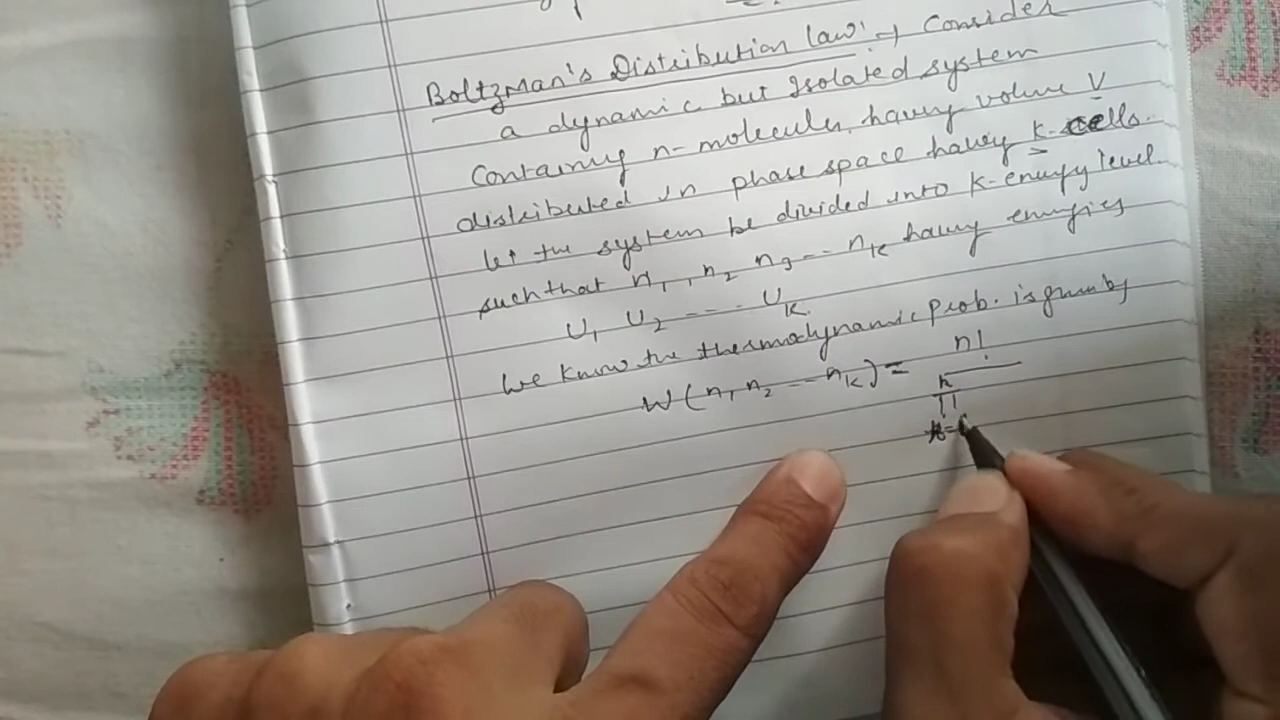 Boltzman's Distribution law :→ Consider
a dynamic but Isolated system
Containing n-molecules, having volume V
distributed in phase space having K-cells.
let the system be divided into K-energy level.
such that n₁, n₂ n₃ --- nₖ having energies
U₁ U₂ --- Uₖ.
We know the thermodynamic prob. is given by
W(n₁ n₂ --- nₖ) = n!
k
π
=